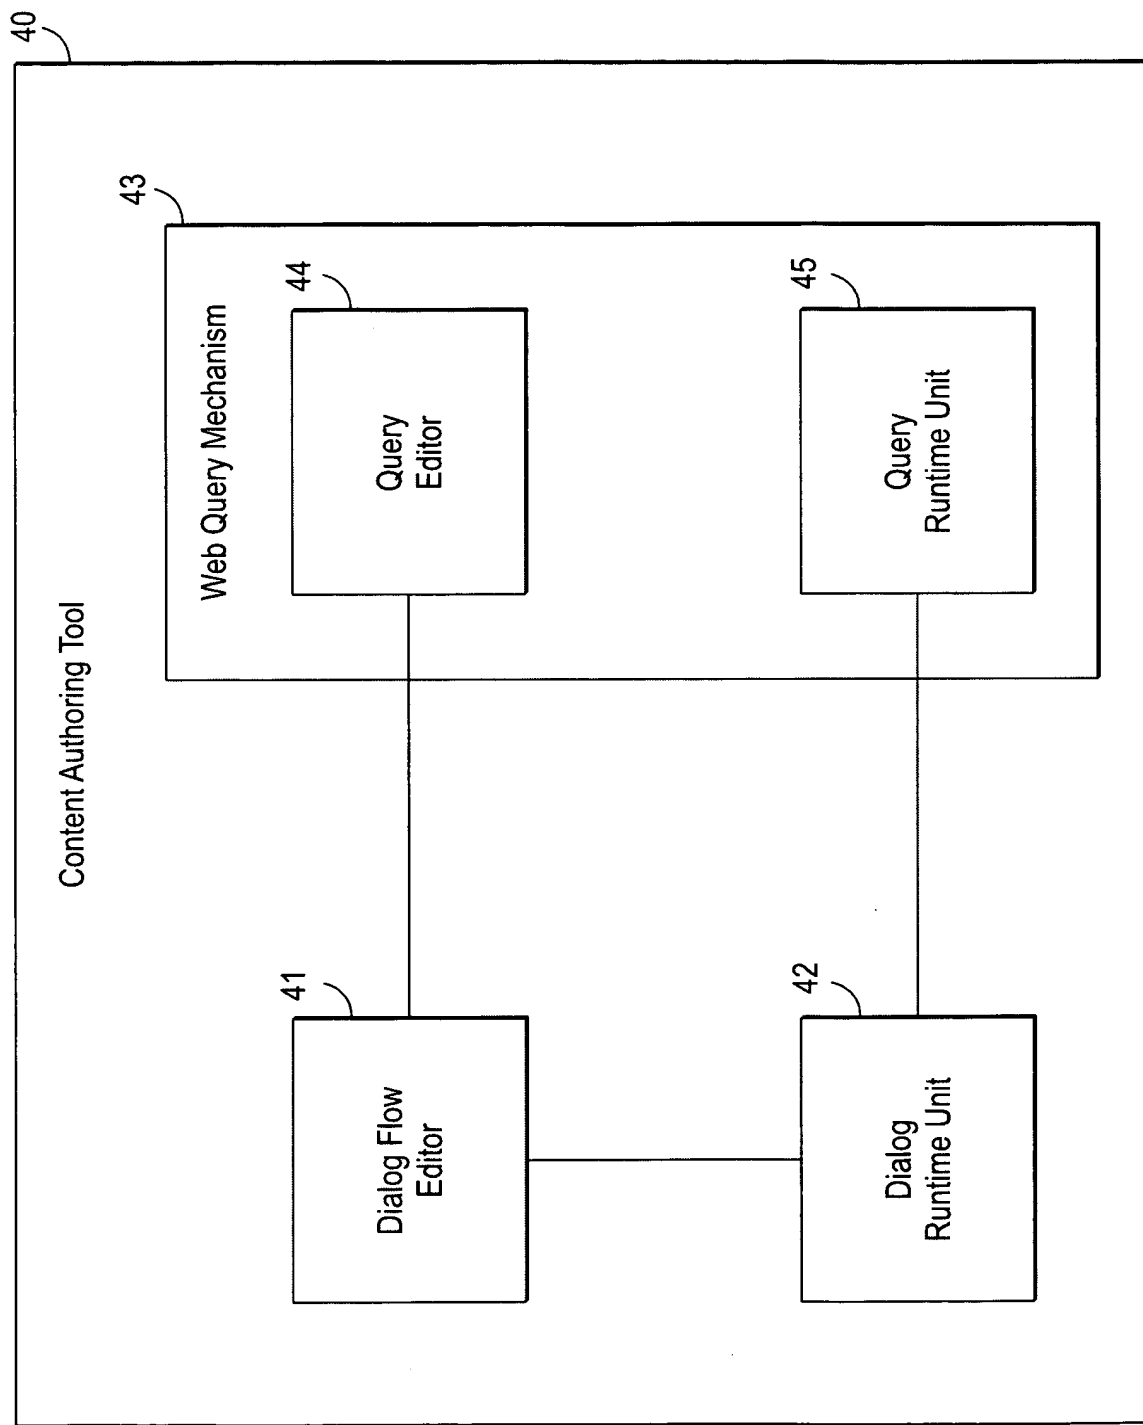 40
Content Authoring Tool
43
Web Query Mechanism
41
Dialog Flow
Editor
44
Query
Editor
42
Dialog
Runtime Unit
45
Query
Runtime Unit